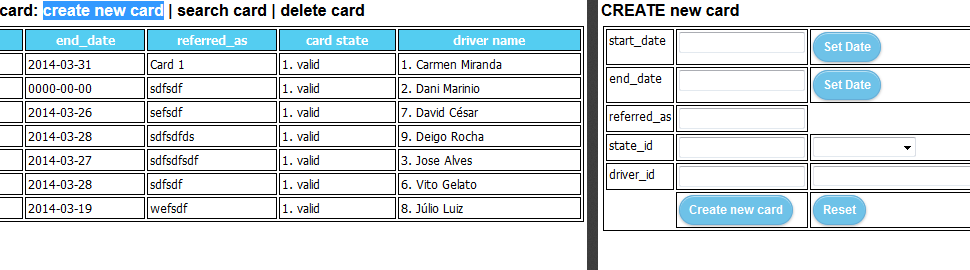 card: create new card | search card | delete card
end_date referred_as card state driver name
2014-03-31 Card 1 1. valid 1. Carmen Miranda
0000-00-00 sdfsdf 1. valid 2. Dani Marinio
2014-03-26 sefsdf 1. valid 7. David César
2014-03-28 sdfsdfds 1. valid 9. Deigo Rocha
2014-03-27 sdfsdfsdf 1. valid 3. Jose Alves
2014-03-28 sdfsdf 1. valid 6. Vito Gelato
2014-03-19 wefsdf 1. valid 8. Júlio Luiz
CREATE new card
start_date Set Date
end_date Set Date
referred_as
state_id
driver_id
Create new card Reset